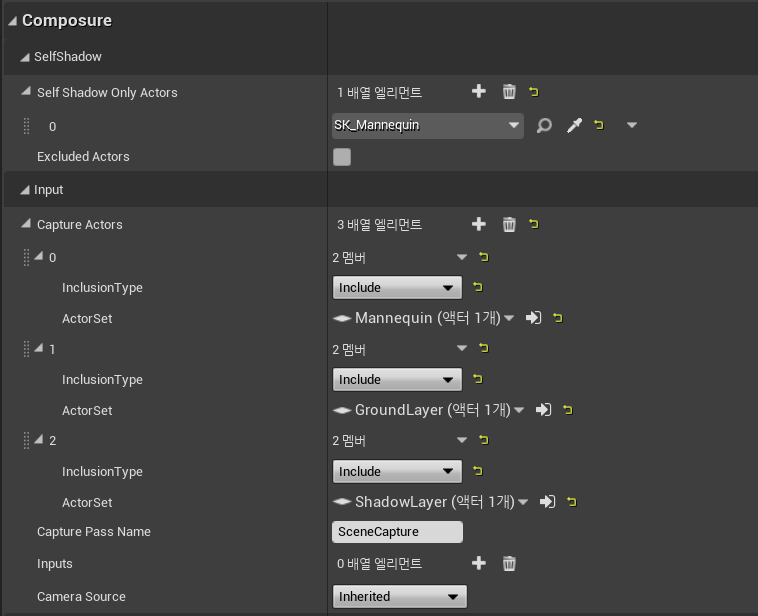 Composure
SelfShadow
Self Shadow Only Actors 1 배열 엘리먼트
0 SK_Mannequin
Excluded Actors
Input
Capture Actors 3 배열 엘리먼트
0 2 멤버
InclusionType Include
ActorSet Mannequin (액터 1개)
1 2 멤버
InclusionType Include
ActorSet GroundLayer (액터 1개)
2 2 멤버
InclusionType Include
ActorSet ShadowLayer (액터 1개)
Capture Pass Name SceneCapture
Inputs 0 배열 엘리먼트
Camera Source Inherited